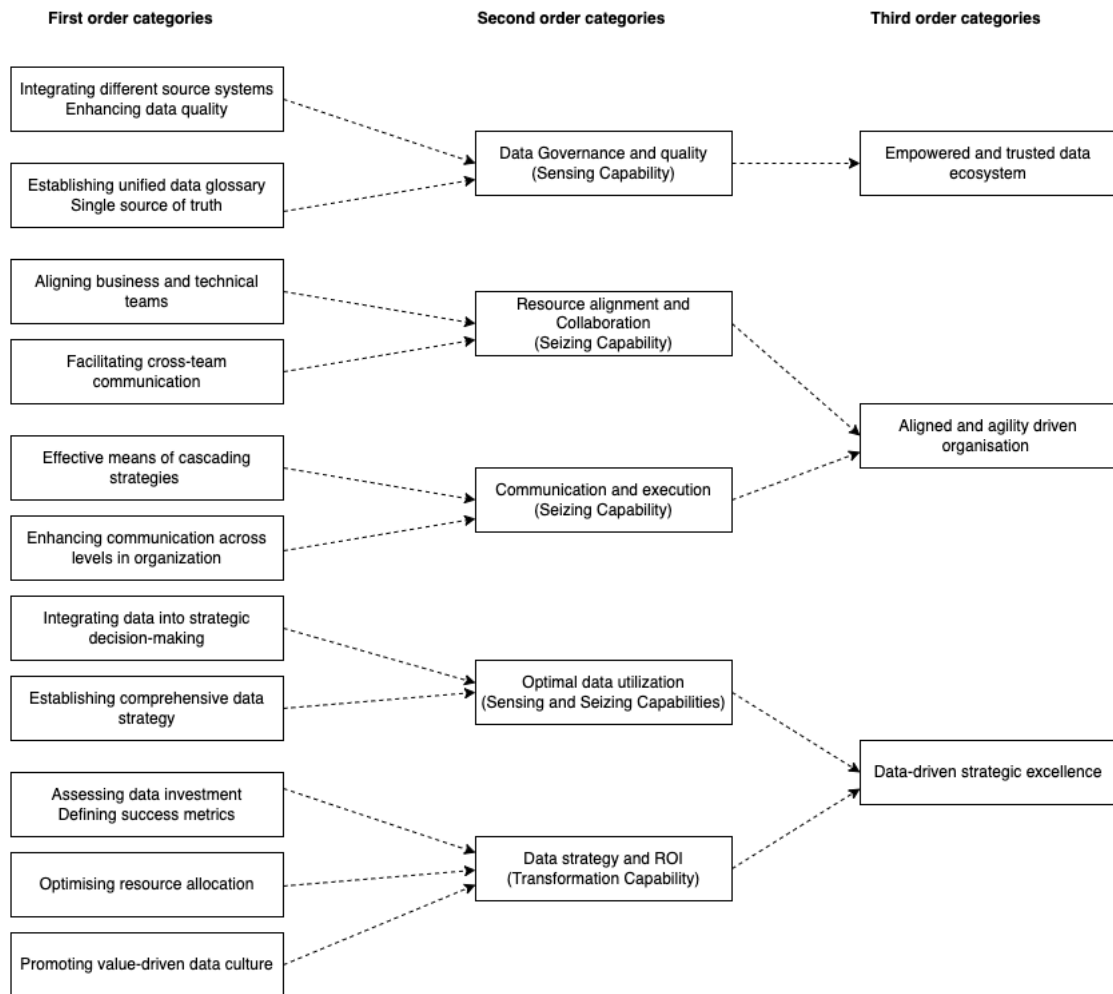 First order categories
Second order categories
Third order categories
Integrating different source systems
Enhancing data quality
Establishing unified data glossary
Single source of truth
Aligning business and technical
teams
Facilitating cross-team
communication
Effective means of cascading
strategies
Enhancing communication across
levels in organization
Integrating data into strategic
decision-making
Establishing comprehensive data
strategy
Assessing data investment
Defining success metrics
Optimising resource allocation
Promoting value-driven data culture
Data Governance and quality
(Sensing Capability)
Resource alignment and
Collaboration
(Seizing Capability)
Communication and execution
(Seizing Capability)
Optimal data utilization
(Sensing and Seizing Capabilities)
Data strategy and ROI
(Transformation Capability)
Empowered and trusted data
ecosystem
Aligned and agility driven
organisation
Data-driven strategic excellence